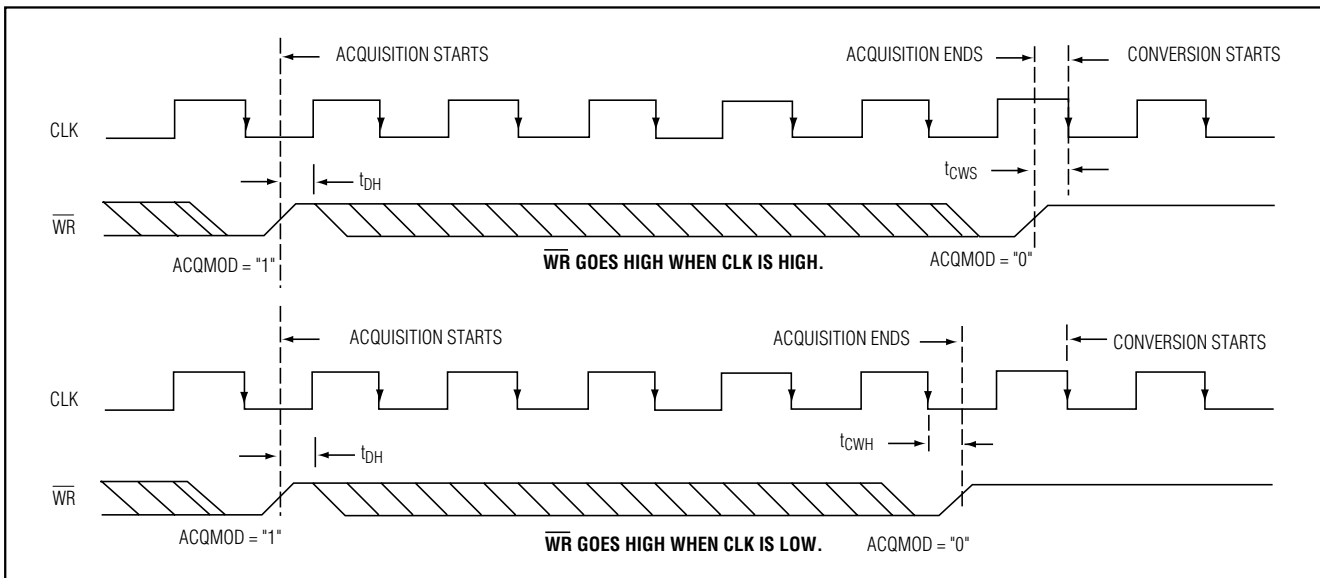 ACQUISITION STARTS
ACQUISITION ENDS
CONVERSION STARTS
CLK
tCWS
tDH
WR
ACQMOD = "1"
WR GOES HIGH WHEN CLK IS HIGH.
ACQMOD = "0"
ACQUISITION STARTS
ACQUISITION ENDS
CONVERSION STARTS
CLK
tCWH
tDH
WR
ACQMOD = "1"
WR GOES HIGH WHEN CLK IS LOW.
ACQMOD = "0"